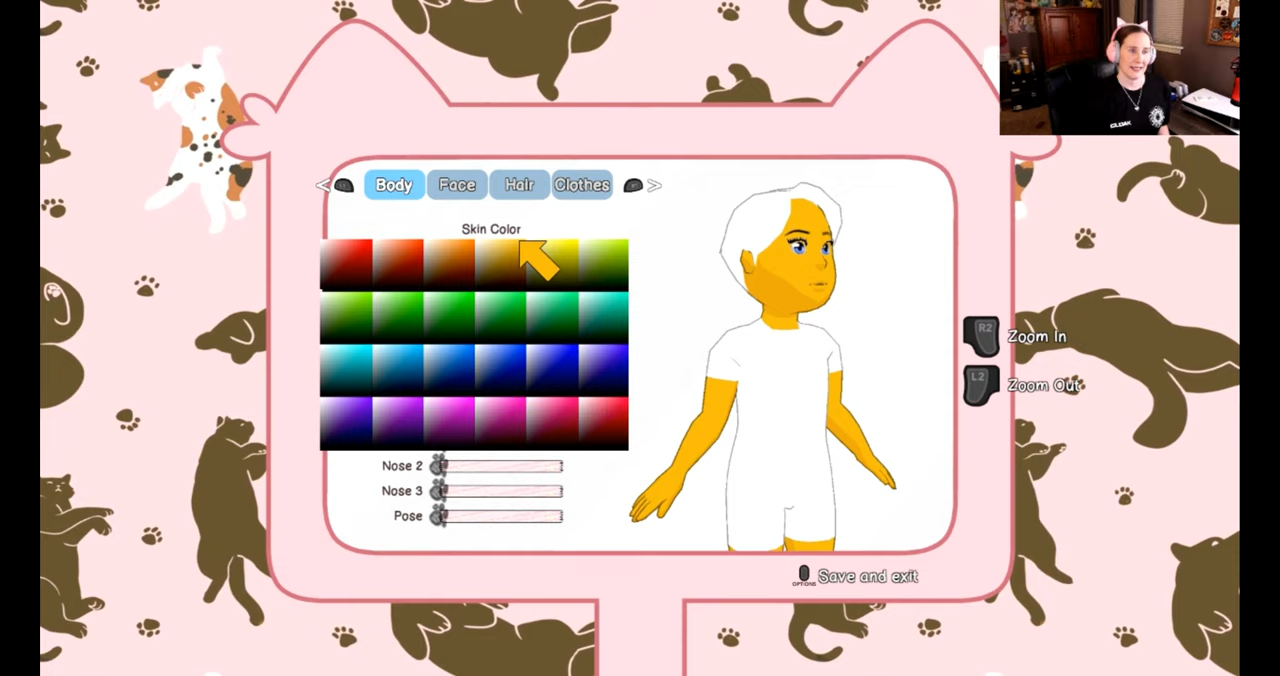 Body Face Hair Clothes
Skin Color
Nose 2
Nose 3
Pose
R2 Zoom In
L2 Zoom Out
OPTIONS Save and exit
CLOAK